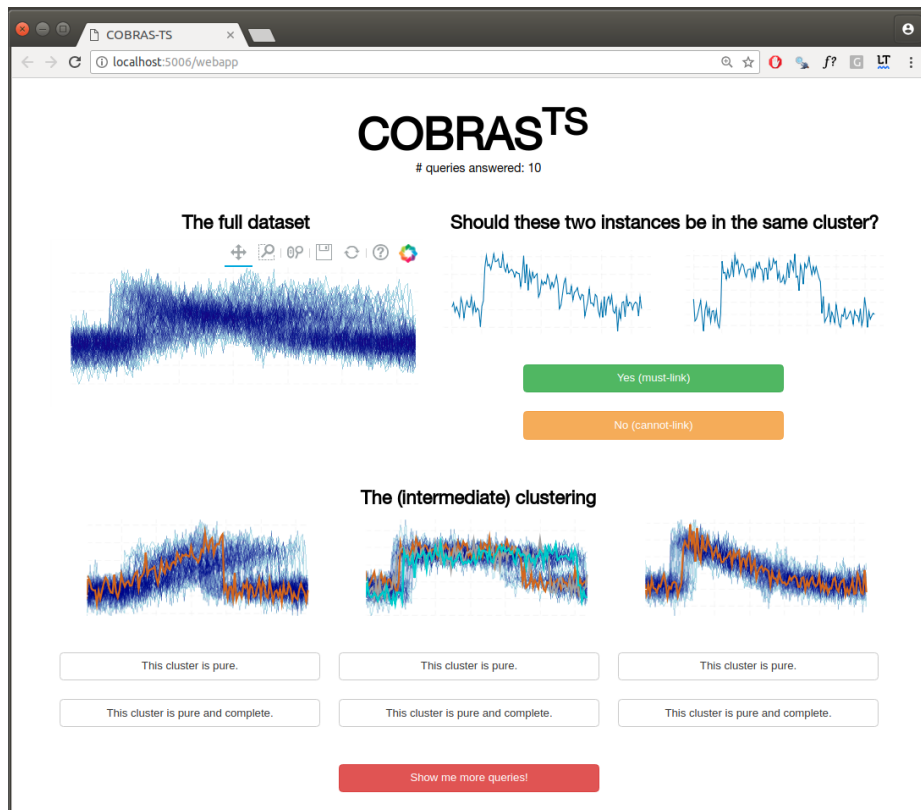 COBRAS-TS
localhost:5006/webapp
f?
G
LT
COBRASTS
# queries answered: 10
The full dataset
Should these two instances be in the same cluster?
Yes (must-link)
No (cannot-link)
The (intermediate) clustering
This cluster is pure. This cluster is pure. This cluster is pure.
This cluster is pure and complete. This cluster is pure and complete. This cluster is pure and complete.
Show me more queries!